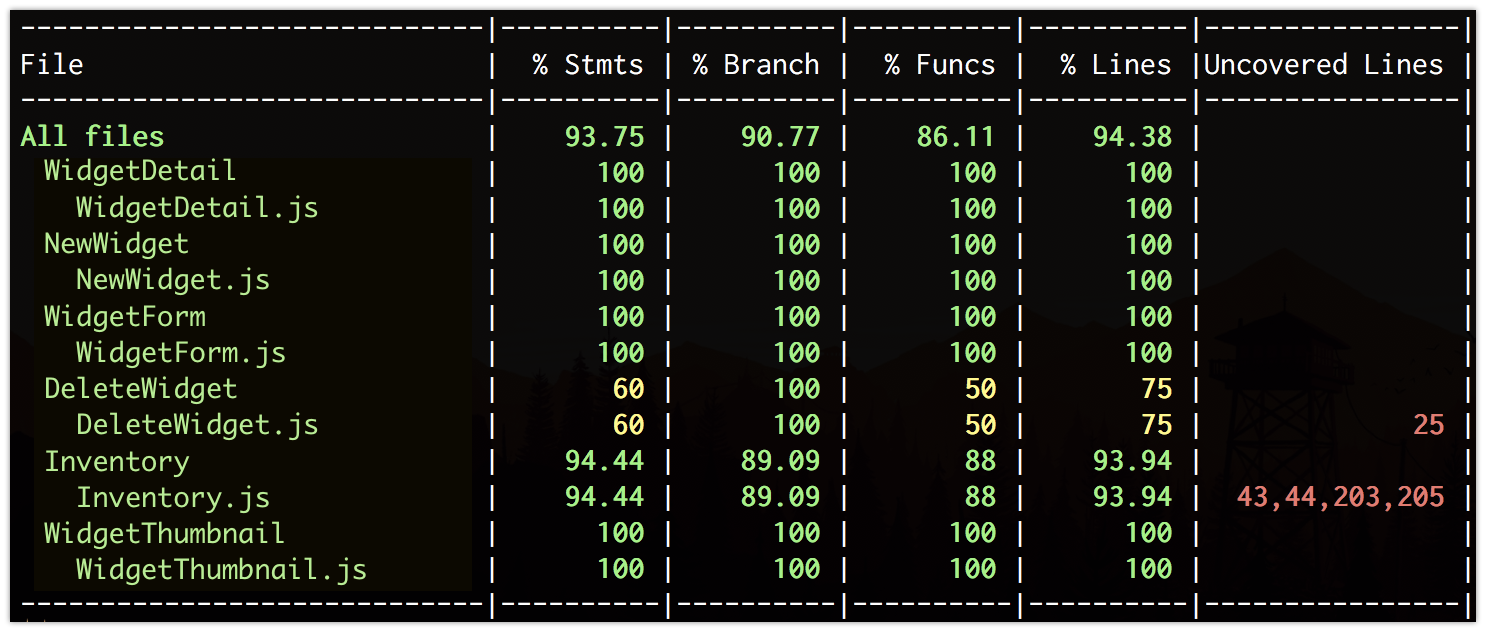 -----------------------------|----------|----------|----------|----------|----------------|
File                         |  % Stmts | % Branch |  % Funcs |  % Lines |Uncovered Lines |
-----------------------------|----------|----------|----------|----------|----------------|
All files                    |    93.75 |    90.77 |    86.11 |    94.38 |                |
 WidgetDetail                |      100 |      100 |      100 |      100 |                |
  WidgetDetail.js            |      100 |      100 |      100 |      100 |                |
 NewWidget                   |      100 |      100 |      100 |      100 |                |
  NewWidget.js               |      100 |      100 |      100 |      100 |                |
 WidgetForm                  |      100 |      100 |      100 |      100 |                |
  WidgetForm.js              |      100 |      100 |      100 |      100 |                |
 DeleteWidget                |       60 |      100 |       50 |       75 |                |
  DeleteWidget.js            |       60 |      100 |       50 |       75 |             25 |
 Inventory                   |    94.44 |    89.09 |       88 |    93.94 |                |
  Inventory.js               |    94.44 |    89.09 |       88 |    93.94 |  43,44,203,205 |
 WidgetThumbnail             |      100 |      100 |      100 |      100 |                |
  WidgetThumbnail.js         |      100 |      100 |      100 |      100 |                |
-----------------------------|----------|----------|----------|----------|----------------|